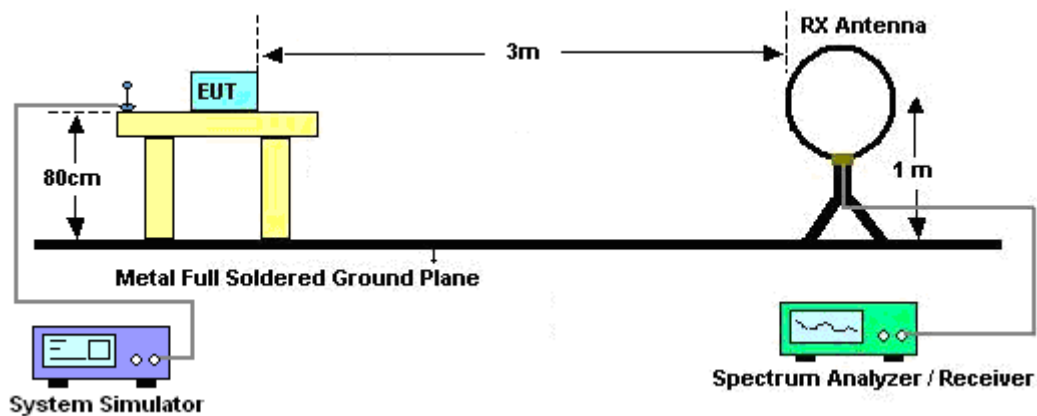 RX Antenna
3m
EUT
80cm
1 m
Metal Full Soldered Ground Plane
Spectrum Analyzer / Receiver
System Simulator